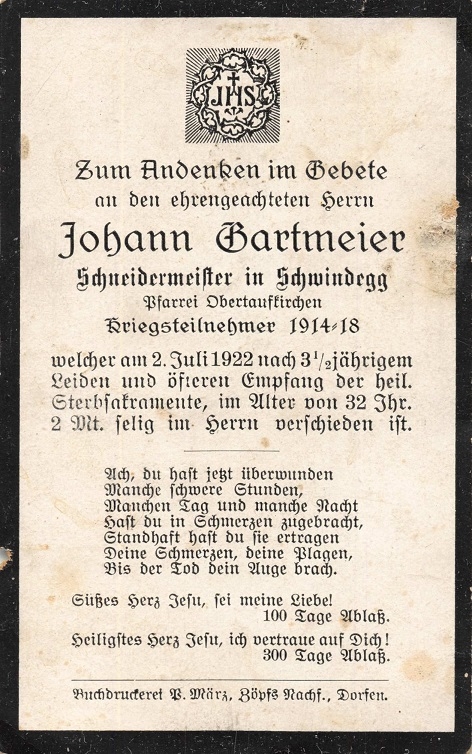 JHS
Zum Andenken im Gebete
an den ehrengeachteten Herrn
Johann Gartmeier
Schneidermeister in Schwindegg
Pfarrei Obertaufkirchen
Kriegsteilnehmer 1914-18
welcher am 2. Juli 1922 nach 3 1/2 jährigem
Leiden und öfteren Empfang der heil.
Sterbsakramente, im Alter von 32 Jhr.
2 Mt. selig im Herrn verschieden ist.
Ach, du hast jetzt überwunden
Manche schwere Stunden,
Manchen Tag und manche Nacht
Hast du in Schmerzen zugebracht,
Standhaft hast du sie ertragen
Deine Schmerzen, deine Plagen,
Bis der Tod dein Auge brach.
Süßes Herz Jesu, sei meine Liebe!
100 Tage Ablaß.
Heiligstes Herz Jesu, ich vertraue auf Dich!
300 Tage Ablaß.
Buchdruckerei P. März, Zöpfs Nachf., Dorfen.